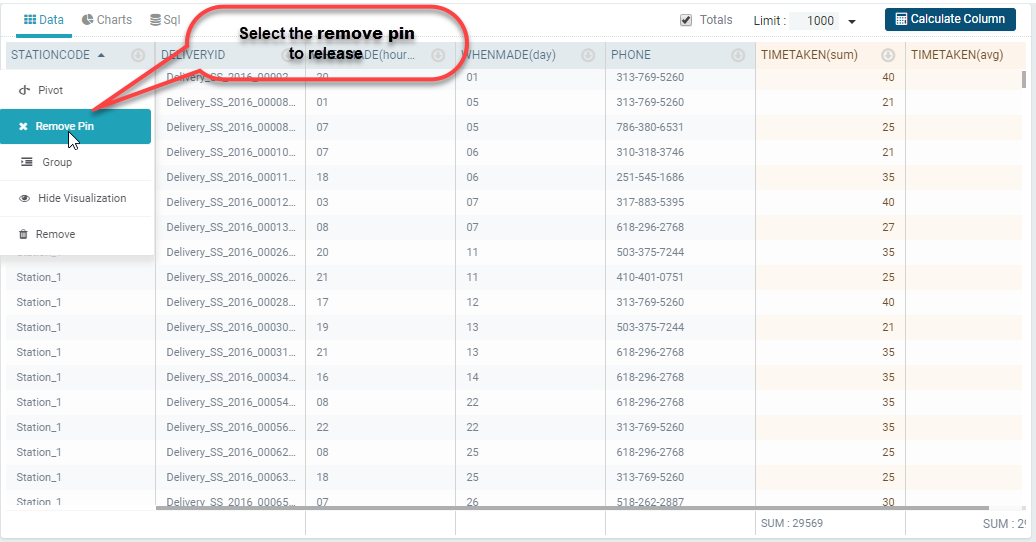 Data Charts Sql Totals Limit : 1000 Calculate Column
Select the remove pin
to release
STATIONCODE DELIVERYID ADE(hour... WHENMADE(day) PHONE TIMETAKEN(sum) TIMETAKEN(avg)
Delivery_SS_2016_00002... 20 01 313-769-5260 40
Pivot
Delivery_SS_2016_00008... 01 05 313-769-5260 21
Remove Pin
Delivery_SS_2016_00008... 07 05 786-380-6531 25
Delivery_SS_2016_00010... 07 06 310-318-3746 21
Group
Delivery_SS_2016_00011... 18 06 251-545-1686 35
Hide Visualization
Delivery_SS_2016_00012... 03 07 317-883-5395 40
Delivery_SS_2016_00013... 08 07 618-296-2768 27
Remove
Station_1 Delivery_SS_2016_00026... 20 11 503-375-7244 35
Station_1 Delivery_SS_2016_00026... 21 11 410-401-0751 25
Station_1 Delivery_SS_2016_00028... 17 12 313-769-5260 40
Station_1 Delivery_SS_2016_00030... 19 13 503-375-7244 21
Station_1 Delivery_SS_2016_00031... 21 13 618-296-2768 35
Station_1 Delivery_SS_2016_00034... 16 14 618-296-2768 35
Station_1 Delivery_SS_2016_00054... 08 22 618-296-2768 35
Station_1 Delivery_SS_2016_00056... 22 22 313-769-5260 35
Station_1 Delivery_SS_2016_00062... 08 25 618-296-2768 25
Station_1 Delivery_SS_2016_00063... 18 25 313-769-5260 25
Station_1 Delivery_SS_2016_00065... 07 26 518-262-2887 30
SUM : 29569 SUM : 29